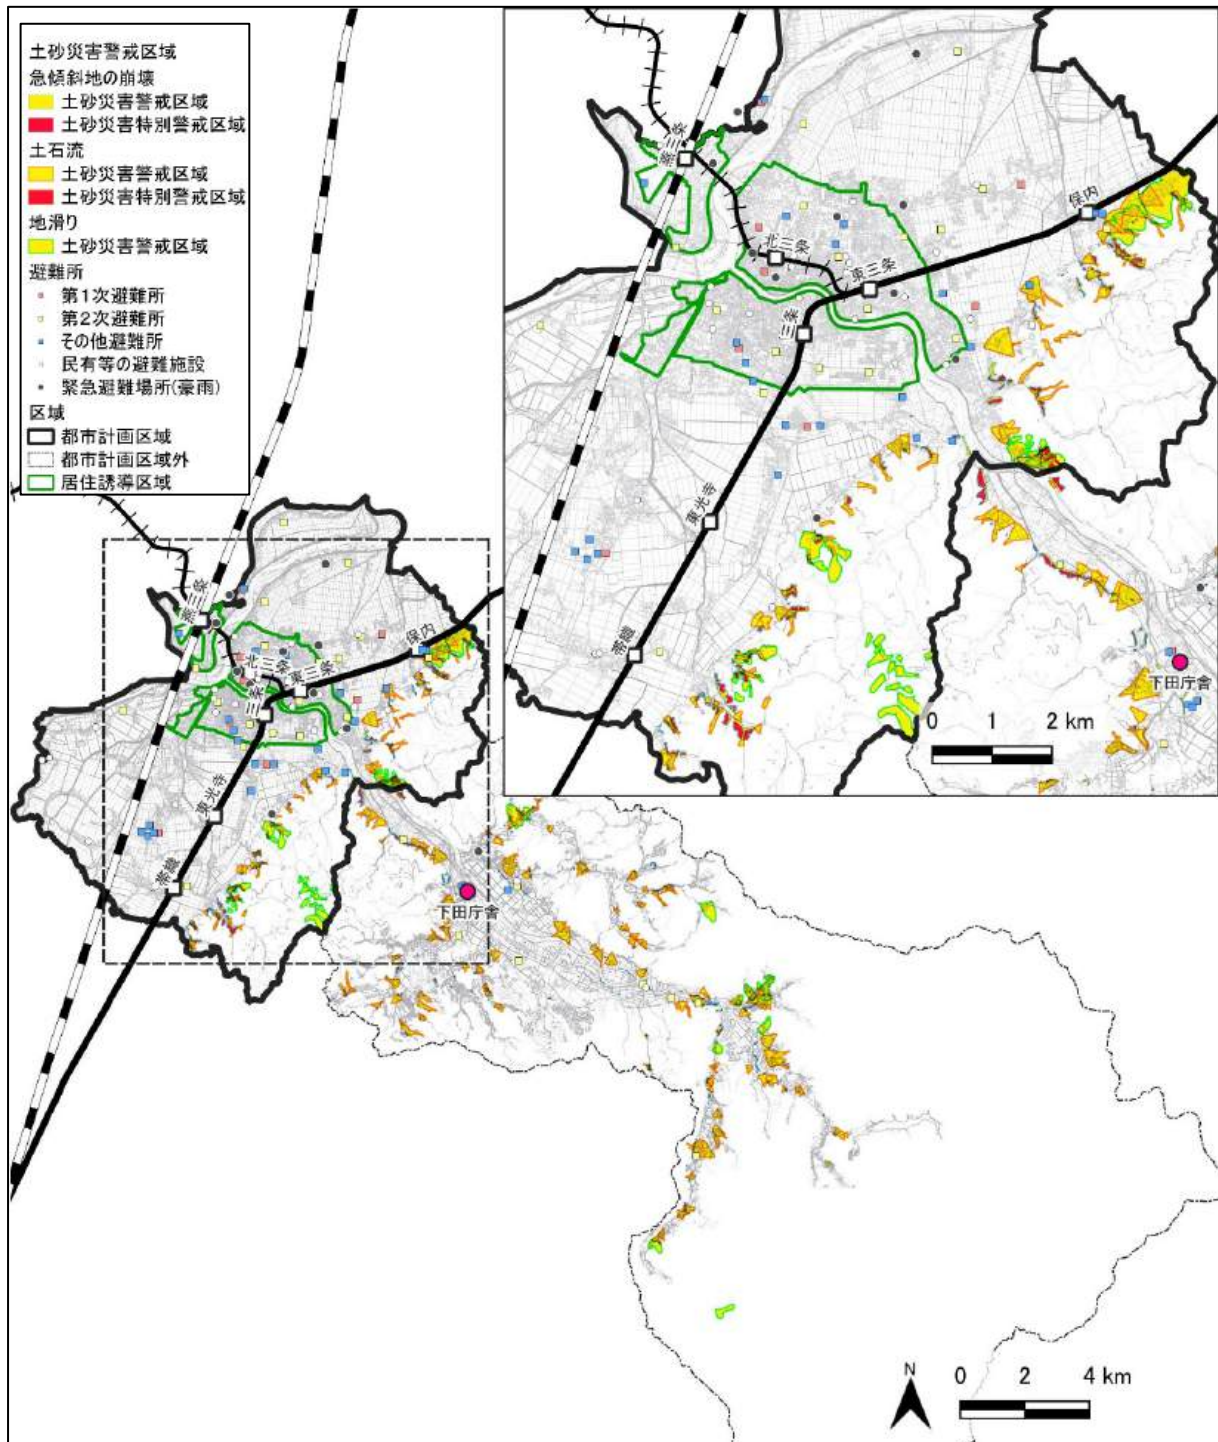 土砂災害警戒区域
急傾斜地の崩壊
土砂災害警戒区域
土砂災害特別警戒区域
土石流
土砂災害警戒区域
土砂災害特別警戒区域
地滑り
土砂災害警戒区域
避難所
第1次避難所
第2次避難所
その他避難所
民有等の避難施設
緊急避難場所(豪雨)
区域
都市計画区域
都市計画区域外
居住誘導区域
燕三条
北三条
東三条
保内
三条
東光寺
帯織
下田庁舎
0 1 2 km
燕三条
北三条
東三条
保内
三条
東光寺
帯織
下田庁舎
N
0 2 4 km